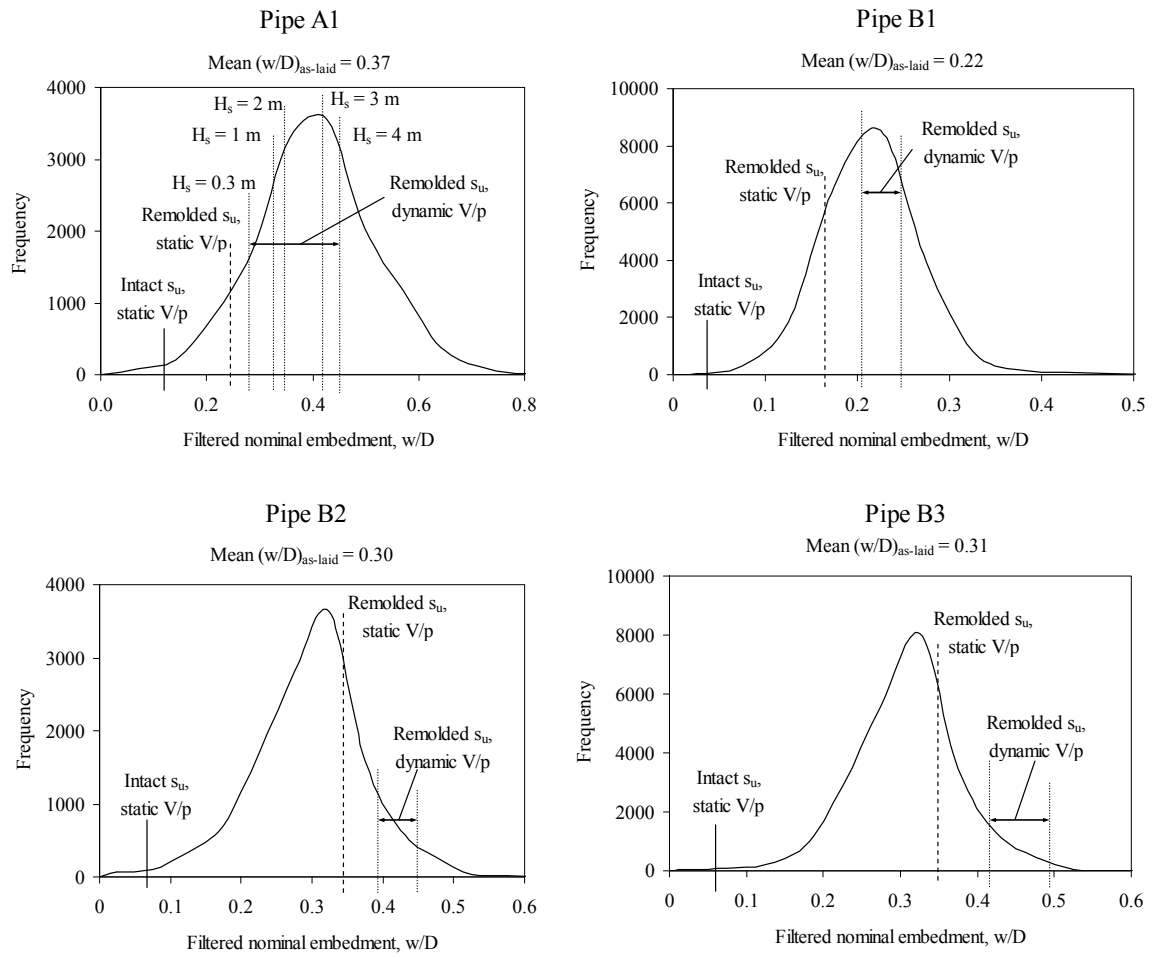 Pipe A1
Mean (w/D)as-laid = 0.37
4000
3000
2000
1000
0
Frequency
Hs = 2 m
Hs = 3 m
Hs = 1 m
Hs = 4 m
Hs = 0.3 m
Remolded su,
dynamic V/p
Remolded su,
static V/p
Intact su,
static V/p
0.0 0.2 0.4 0.6 0.8
Filtered nominal embedment, w/D
Pipe B1
Mean (w/D)as-laid = 0.22
10000
8000
6000
4000
2000
0
Frequency
Remolded su,
dynamic V/p
Remolded su,
static V/p
Intact su,
static V/p
0 0.1 0.2 0.3 0.4 0.5
Filtered nominal embedment, w/D
Pipe B2
Mean (w/D)as-laid = 0.30
4000
3000
2000
1000
0
Frequency
Remolded su,
static V/p
Remolded su,
dynamic V/p
Intact su,
static V/p
0 0.1 0.2 0.3 0.4 0.5 0.6
Filtered nominal embedment, w/D
Pipe B3
Mean (w/D)as-laid = 0.31
10000
8000
6000
4000
2000
0
Frequency
Remolded su,
static V/p
Remolded su,
dynamic V/p
Intact su,
static V/p
0 0.1 0.2 0.3 0.4 0.5 0.6
Filtered nominal embedment, w/D